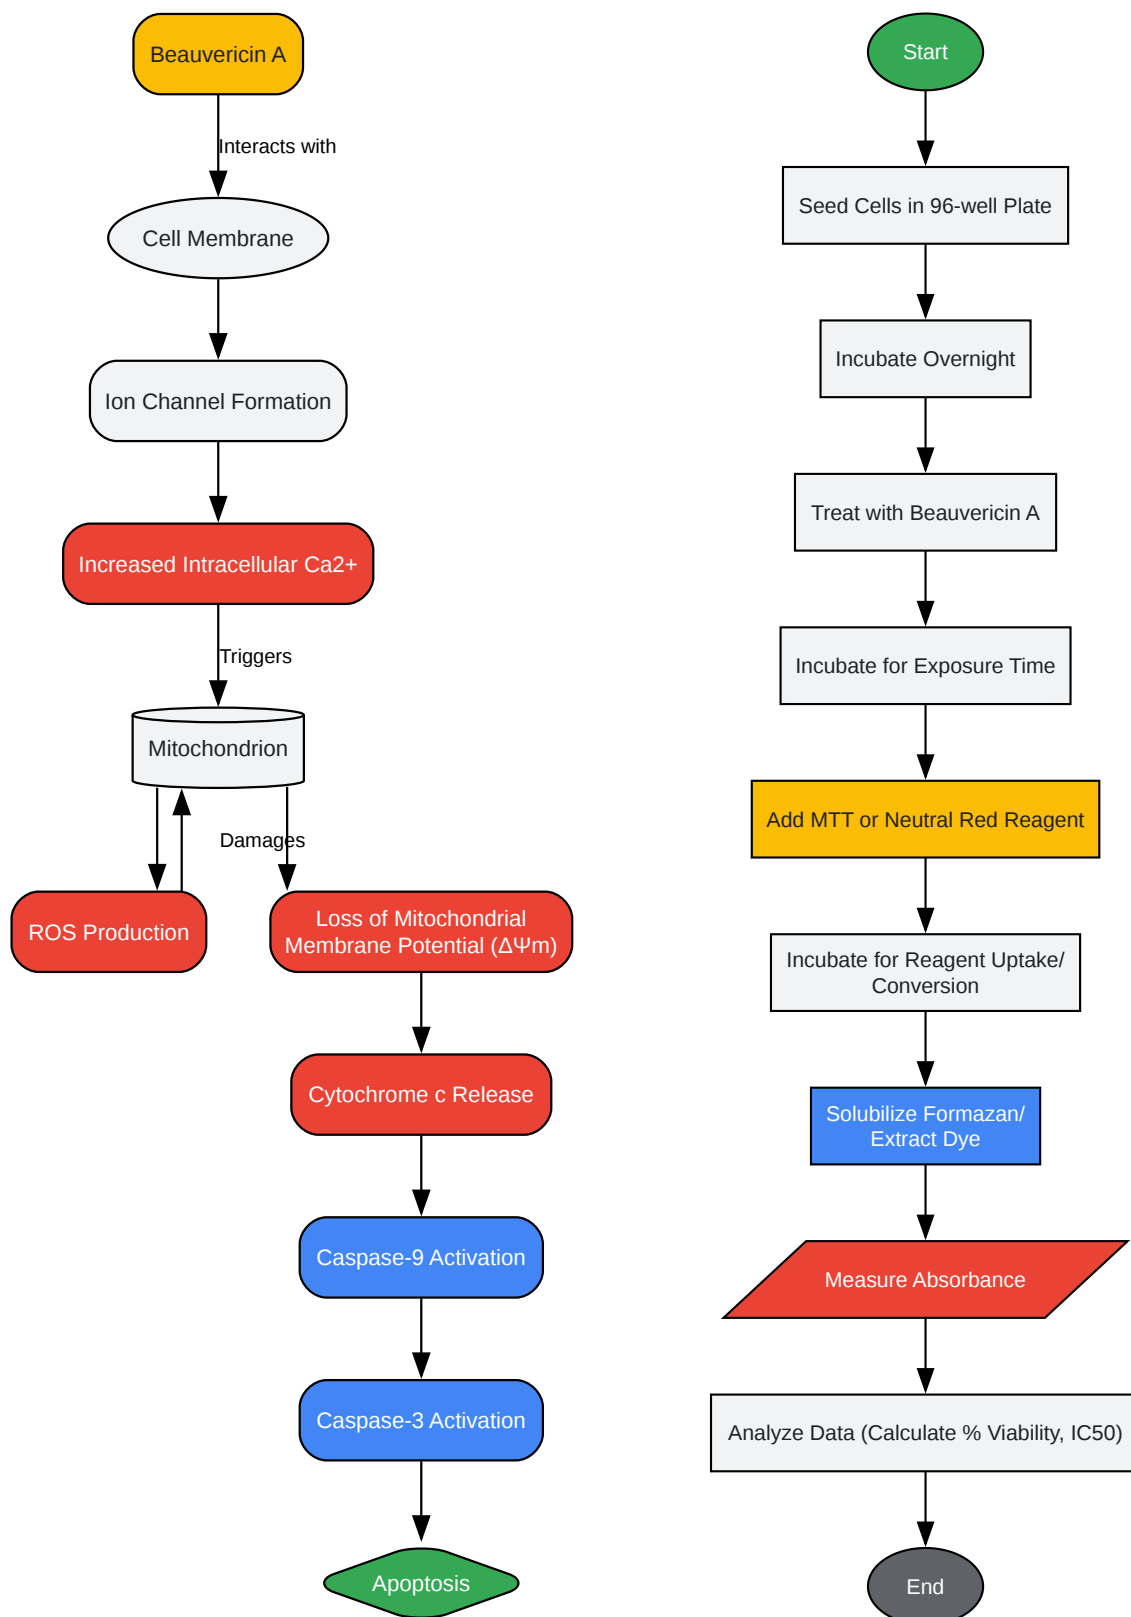 Beauvericin A
Interacts with
Cell Membrane
Ion Channel Formation
Increased Intracellular Ca2+
Triggers
Mitochondrion
Damages
ROS Production
Loss of Mitochondrial
Membrane Potential (ΔΨm)
Cytochrome c Release
Caspase-9 Activation
Caspase-3 Activation
Apoptosis
Start
Seed Cells in 96-well Plate
Incubate Overnight
Treat with Beauvericin A
Incubate for Exposure Time
Add MTT or Neutral Red Reagent
Incubate for Reagent Uptake/
Conversion
Solubilize Formazan/
Extract Dye
Measure Absorbance
Analyze Data (Calculate % Viability, IC50)
End